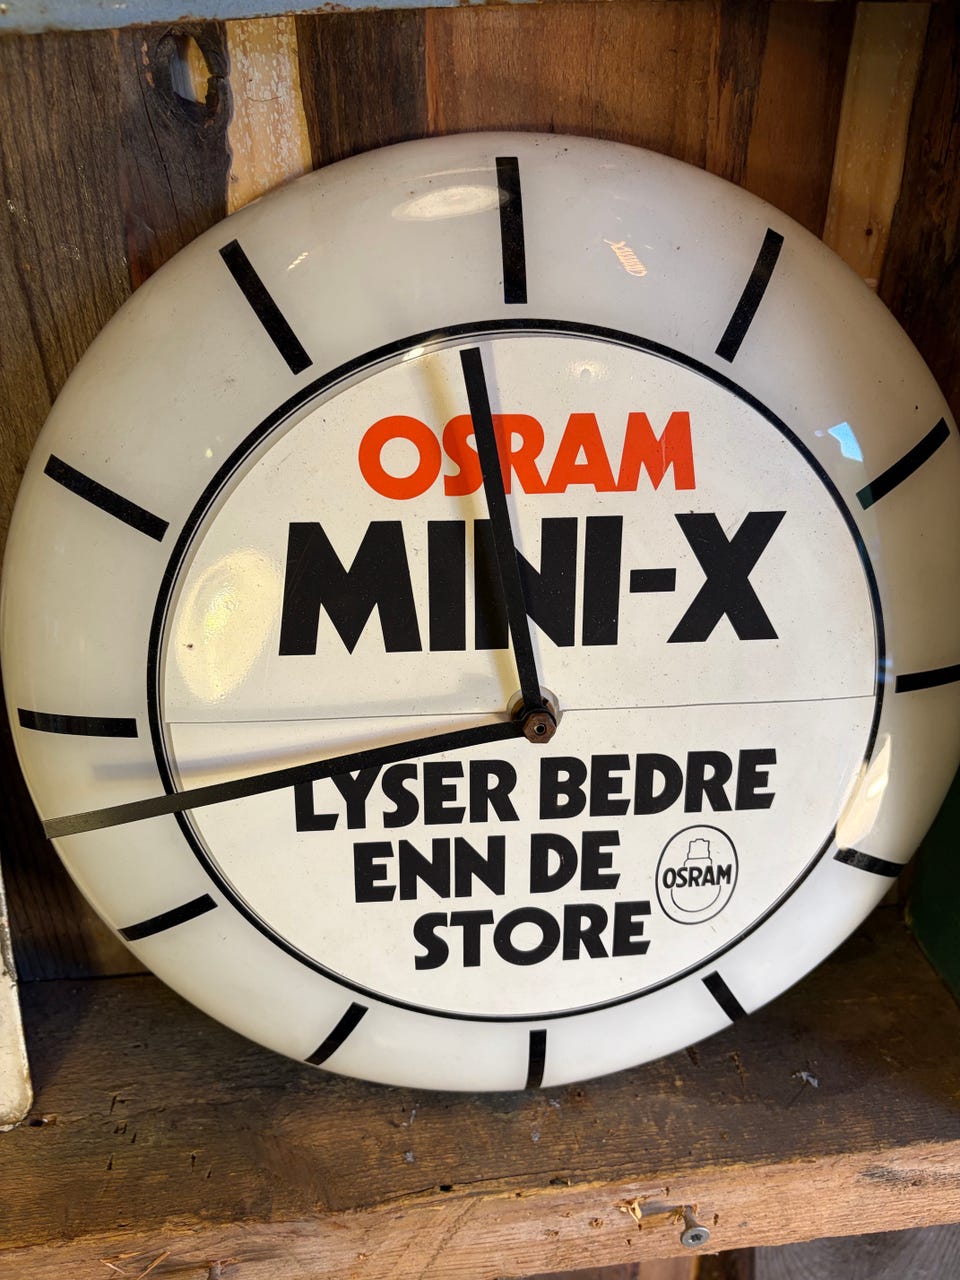 OSRAM
MINI-X
LYSER BEDRE
ENN DE
STORE
OSRAM